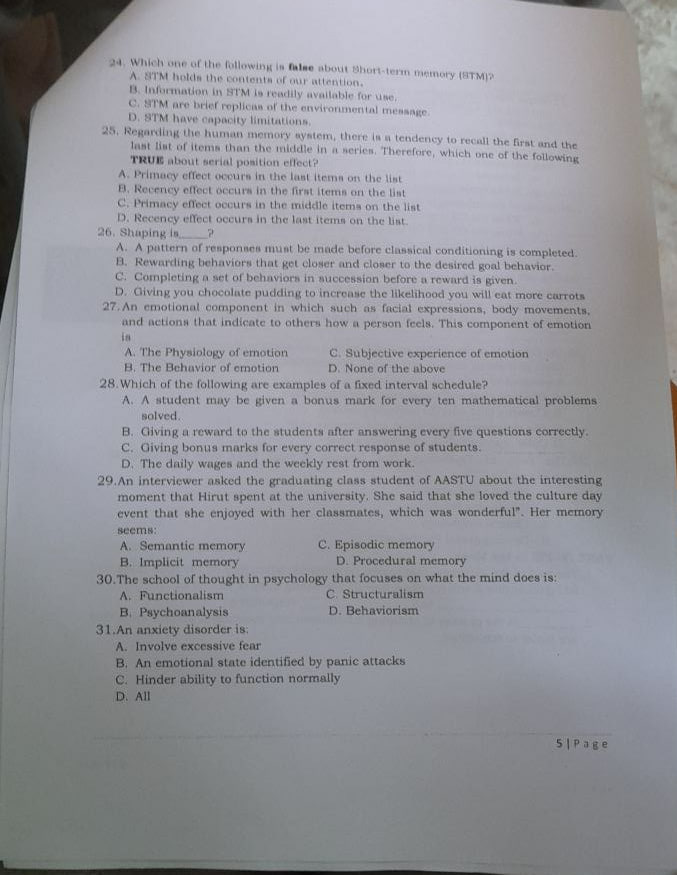 24. Which one of the following is false about Short-term memory (STM)?
A. STM holds the contents of our attention.
B. Information in STM is readily available for use.
C. STM are brief replicas of the environmental message.
D. STM have capacity limitations.
25. Regarding the human memory system, there is a tendency to recall the first and the
last list of items than the middle in a series. Therefore, which one of the following
TRUE about serial position effect?
A. Primacy effect occurs in the last items on the list
B. Recency effect occurs in the first items on the list
C. Primacy effect occurs in the middle items on the list
D. Recency effect occurs in the last items on the list.
26. Shaping is____?
A. A pattern of responses must be made before classical conditioning is completed.
B. Rewarding behaviors that get closer and closer to the desired goal behavior.
C. Completing a set of behaviors in succession before a reward is given.
D. Giving you chocolate pudding to increase the likelihood you will eat more carrots
27. An emotional component in which such as facial expressions, body movements,
and actions that indicate to others how a person feels. This component of emotion
is
A. The Physiology of emotion C. Subjective experience of emotion
B. The Behavior of emotion D. None of the above
28. Which of the following are examples of a fixed interval schedule?
A. A student may be given a bonus mark for every ten mathematical problems
solved.
B. Giving a reward to the students after answering every five questions correctly.
C. Giving bonus marks for every correct response of students.
D. The daily wages and the weekly rest from work.
29. An interviewer asked the graduating class student of AASTU about the interesting
moment that Hirut spent at the university. She said that she loved the culture day
event that she enjoyed with her classmates, which was wonderful". Her memory
seems:
A. Semantic memory C. Episodic memory
B. Implicit memory D. Procedural memory
30. The school of thought in psychology that focuses on what the mind does is:
A. Functionalism C. Structuralism
B. Psychoanalysis D. Behaviorism
31. An anxiety disorder is:
A. Involve excessive fear
B. An emotional state identified by panic attacks
C. Hinder ability to function normally
D. All
5 | Page